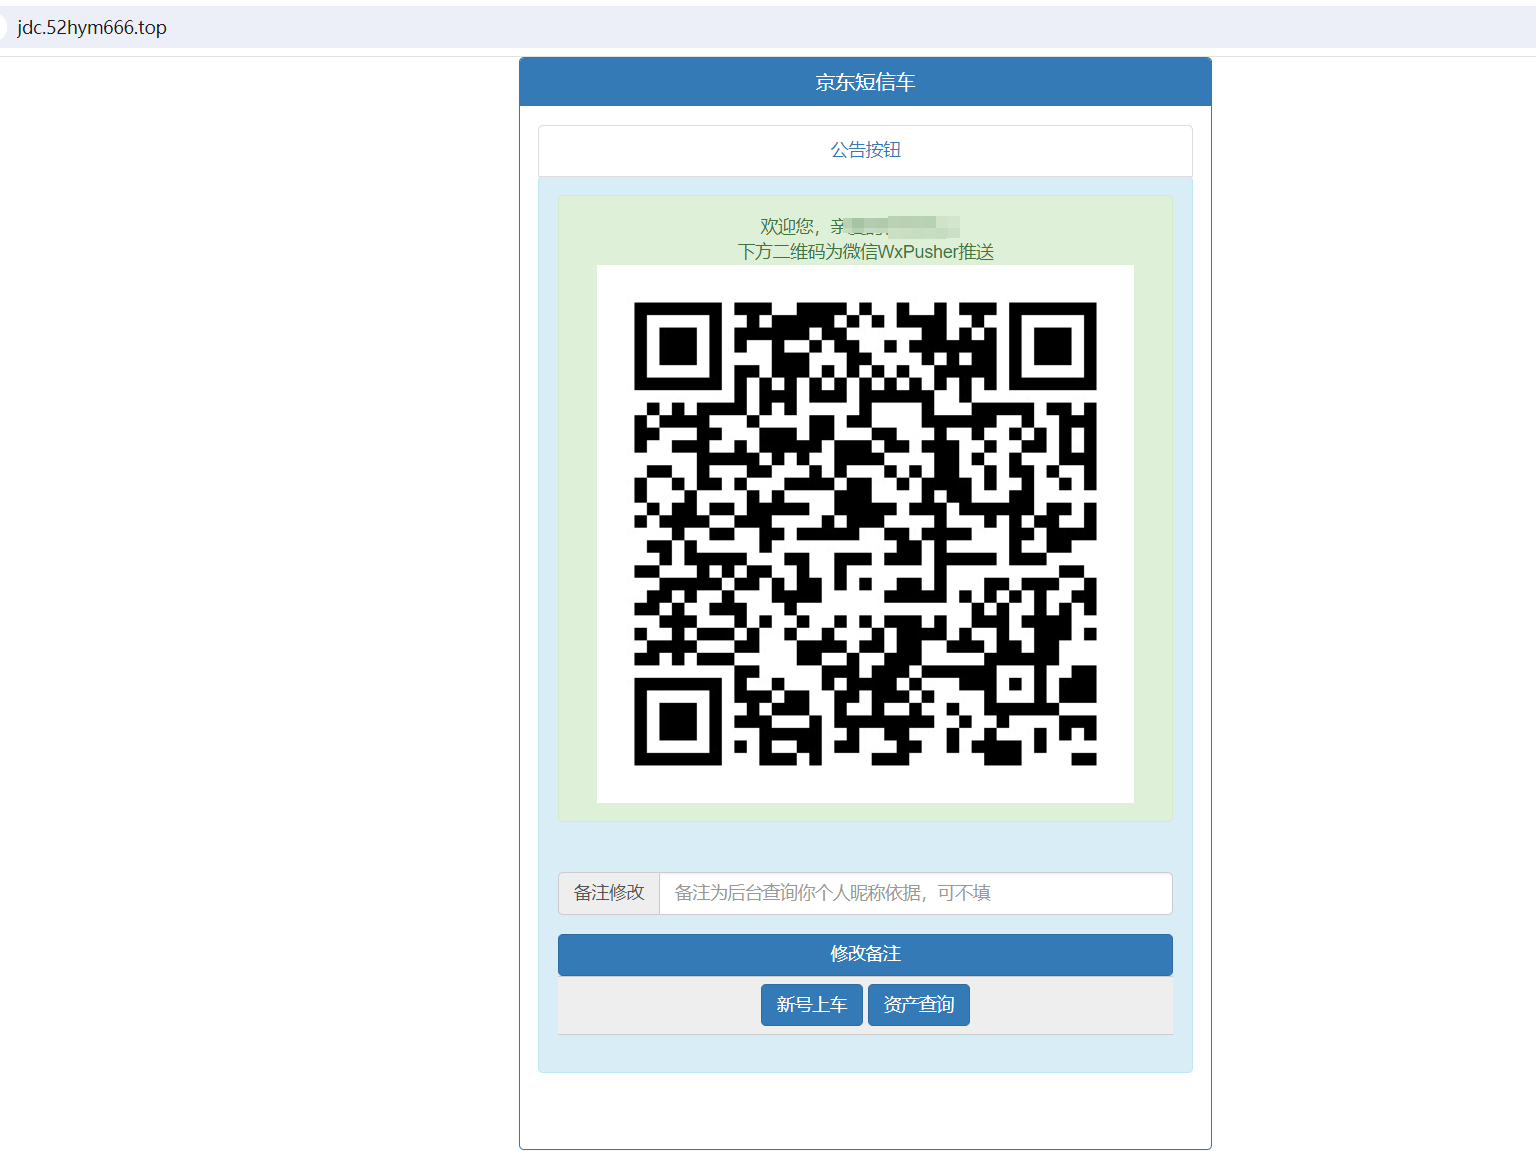 jdc.52hym666.top
京东短信车
公告按钮
欢迎您，亲
下方二维码为微信WxPusher推送
备注修改
备注为后台查询你个人昵称依据，可不填
修改备注
新号上车
资产查询